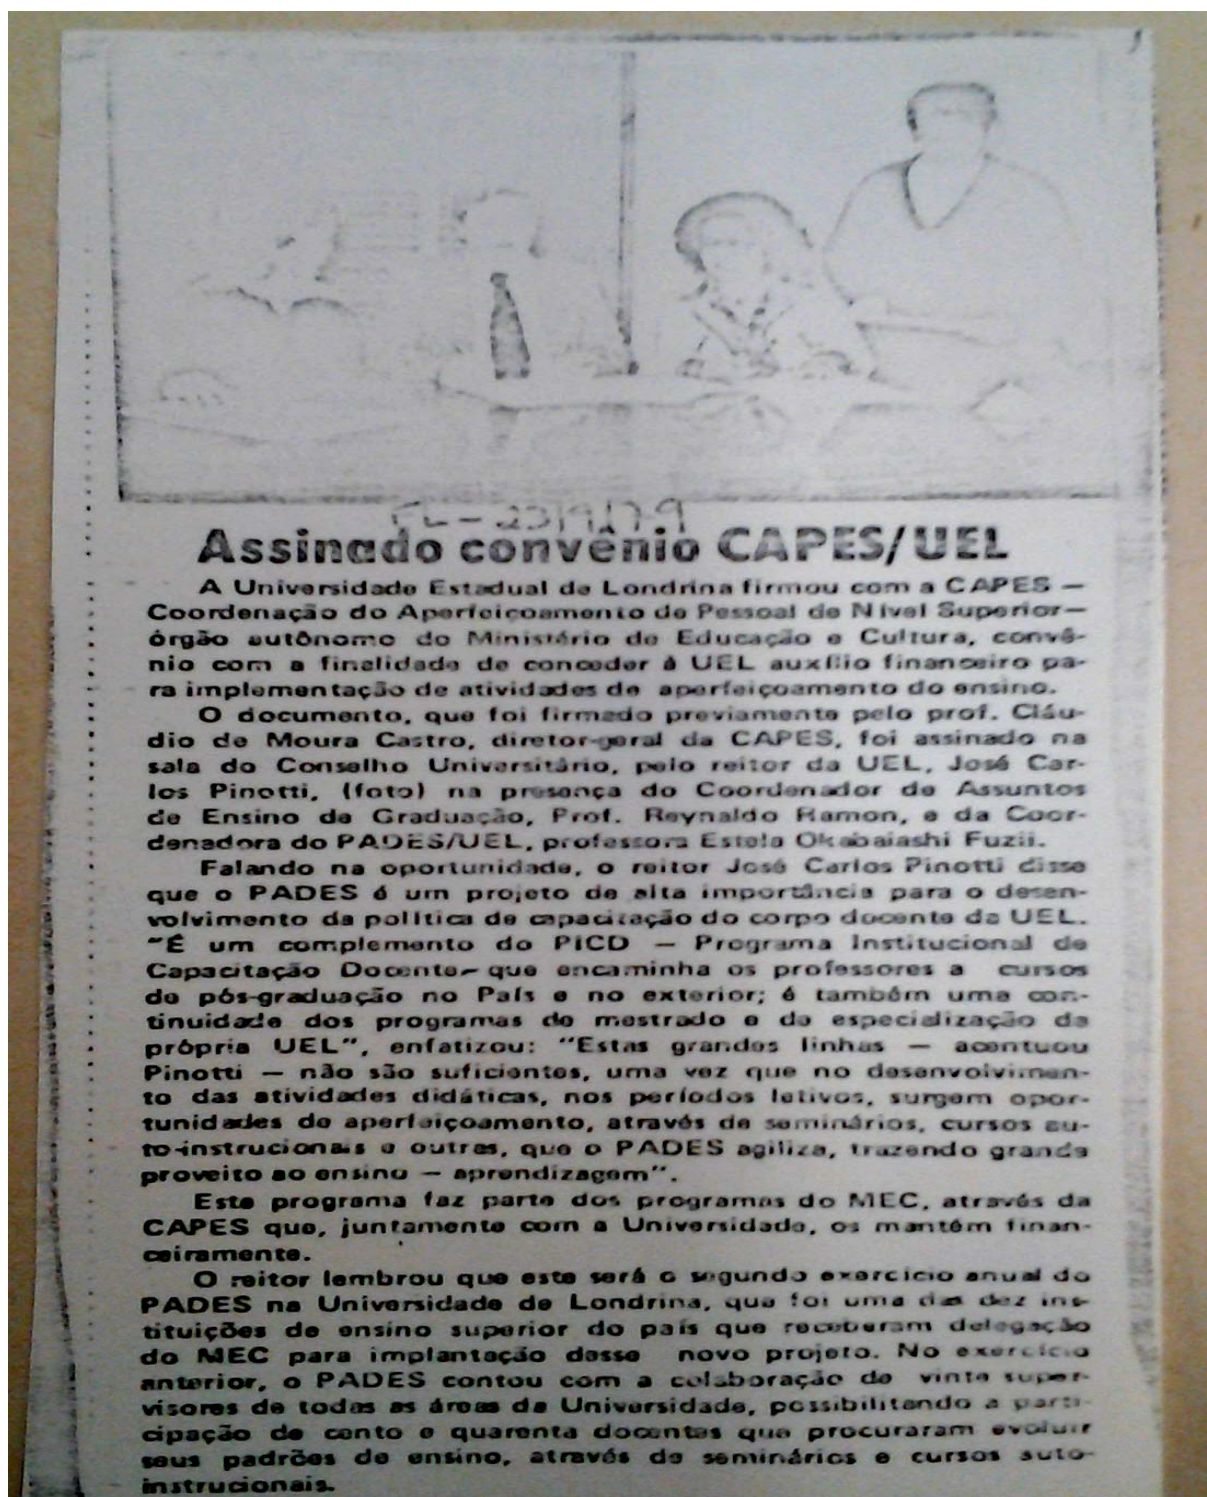 Assinado convênio CAPES/UEL
A Universidade Estadual de Londrina firmou com a CAPES —
Coordenação do Aperfeiçoamento de Pessoal de Nível Superior—
órgão autônomo do Ministério de Educação e Cultura, convê-
nio com a finalidade de conceder à UEL auxílio financeiro pa-
ra implementação de atividades de aperfeiçoamento do ensino.
O documento, que foi firmado previamente pelo prof. Cláu-
dio de Moura Castro, diretor-geral da CAPES, foi assinado na
sala do Conselho Universitário, pelo reitor da UEL, José Car-
los Pinotti, (foto) na presença do Coordenador de Assuntos
de Ensino de Graduação, Prof. Reynaldo Ramon, e da Coor-
denadora do PADES/UEL, professora Estela Okabaiashi Fuzii.
Falando na oportunidade, o reitor José Carlos Pinotti disse
que o PADES é um projeto de alta importância para o desen-
volvimento da política de capacitação do corpo docente da UEL.
"É um complemento do PICD — Programa Institucional de
Capacitação Docente— que encaminha os professores a cursos
de pós-graduação no País e no exterior; é também uma con-
tinuidade dos programas de mestrado e de especialização da
própria UEL", enfatizou: "Estas grandes linhas — acentuou
Pinotti — não são suficientes, uma vez que no desenvolvimen-
to das atividades didáticas, nos períodos letivos, surgem opor-
tunidades de aperfeiçoamento, através de seminários, cursos au-
to-instrucionais e outras, que o PADES agiliza, trazendo grande
proveito ao ensino — aprendizagem".
Este programa faz parte dos programas do MEC, através da
CAPES que, juntamente com a Universidade, os mantém finan-
ceiramente.
O reitor lembrou que este será o segundo exercício anual do
PADES na Universidade de Londrina, que foi uma das dez ins-
tituições de ensino superior do país que receberam delegação
do MEC para implantação desse novo projeto. No exercício
anterior, o PADES contou com a colaboração de vinte super-
visores de todas as áreas da Universidade, possibilitando a parti-
cipação de cento e quarenta docentes que procuraram evoluir
seus padrões de ensino, através de seminários e cursos auto-
instrucionais.